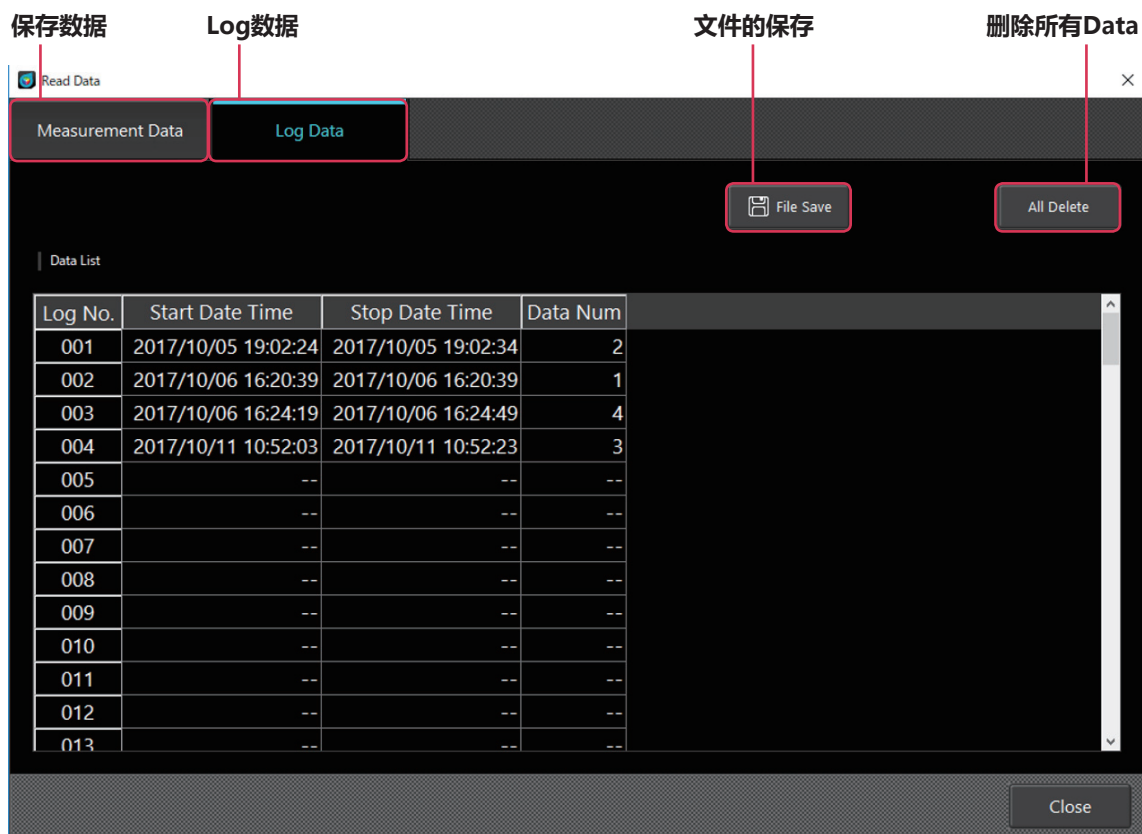 保存数据 Log数据 文件的保存 删除所有Data
Read Data
Measurement Data Log Data
File Save All Delete
Data List
Log No. Start Date Time Stop Date Time Data Num
001 2017/10/05 19:02:24 2017/10/05 19:02:34 2
002 2017/10/06 16:20:39 2017/10/06 16:20:39 1
003 2017/10/06 16:24:19 2017/10/06 16:24:49 4
004 2017/10/11 10:52:03 2017/10/11 10:52:23 3
005 -- -- --
006 -- -- --
007 -- -- --
008 -- -- --
009 -- -- --
010 -- -- --
011 -- -- --
012 -- -- --
013 -- -- --
Close